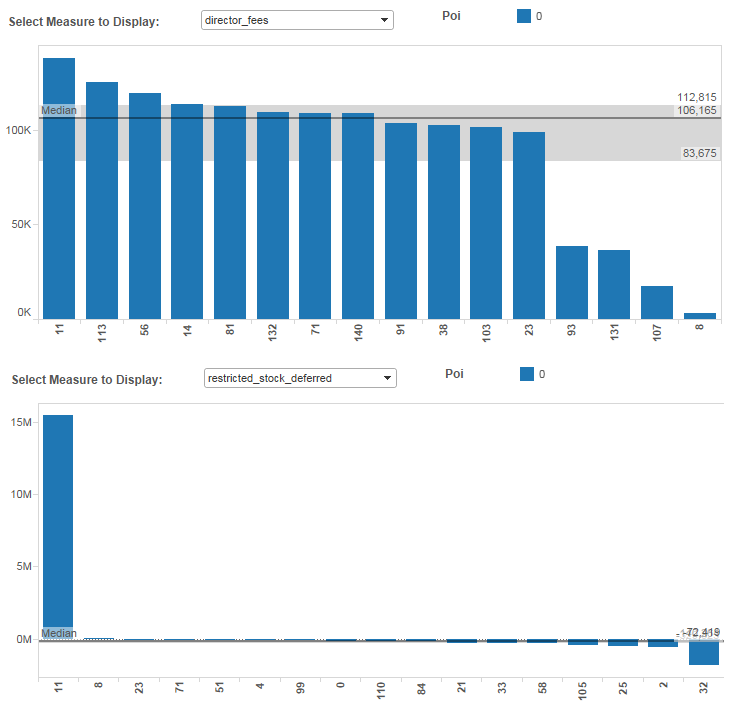 Select Measure to Display: director_fees Poi 0
112,815
Median 106,165
100K
83,675
50K
0K
11 113 56 14 81 132 71 140 91 38 103 23 93 131 107 8
Select Measure to Display: restricted_stock_deferred Poi 0
15M
10M
5M
Median -72,419
0M
11 8 23 71 51 4 99 0 110 84 21 33 58 105 25 2 32